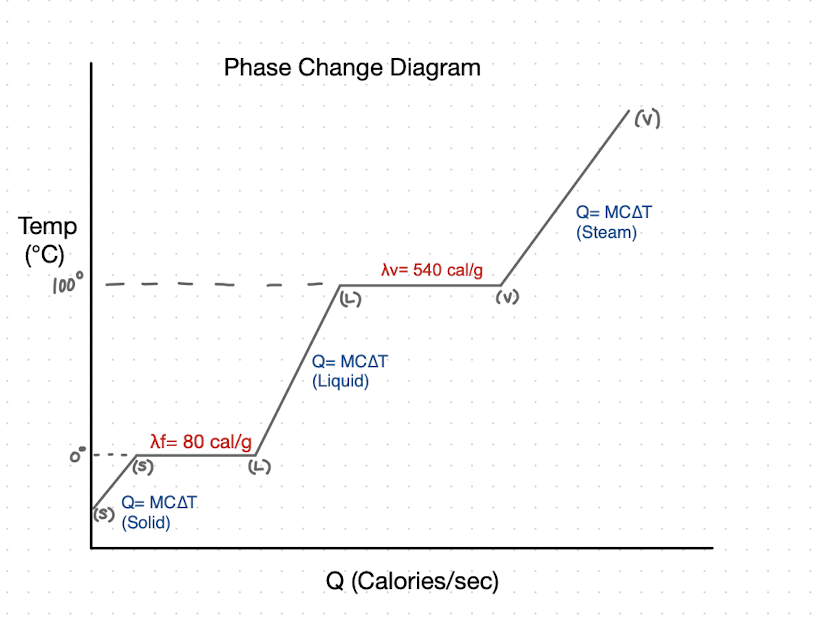 Phase Change Diagram
(V)
Temp
(°C)
Q= MCΔT
(Steam)
λv= 540 cal/g
100°
(L)
(V)
Q= MCΔT
(Liquid)
λf= 80 cal/g
0°
(S)
(L)
Q= MCΔT
(Solid)
(S)
Q (Calories/sec)